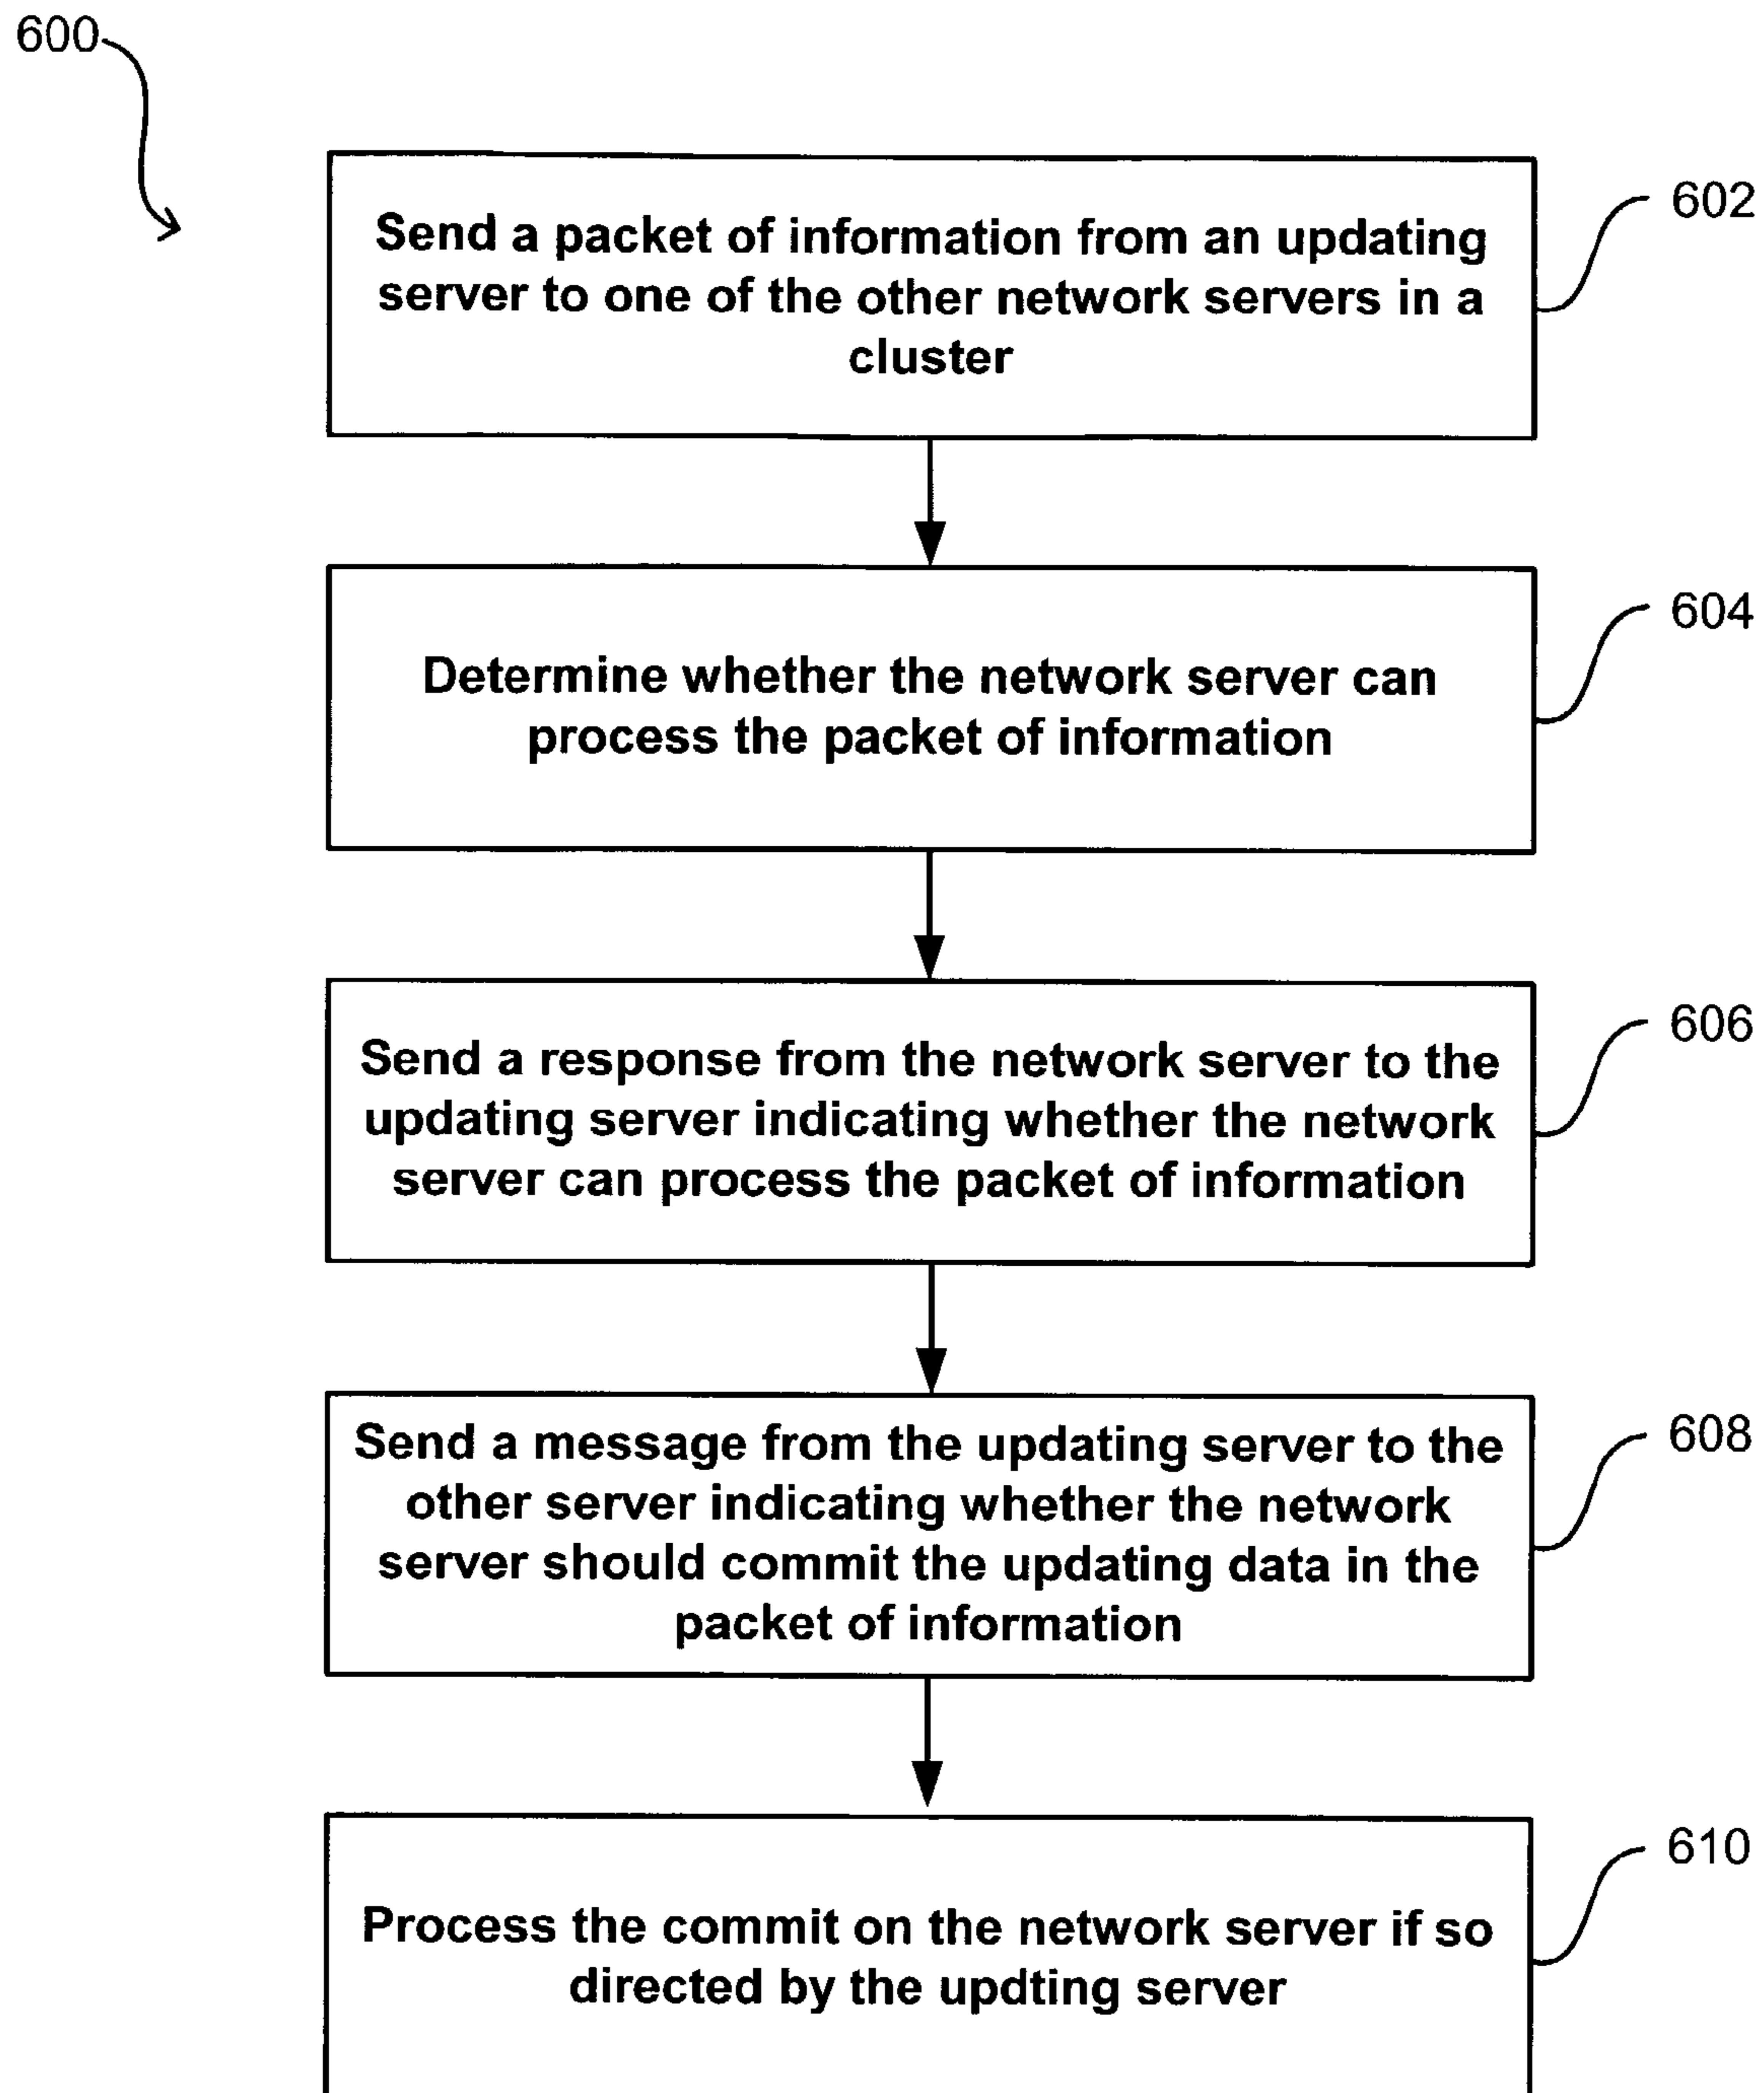 600
602
Send a packet of information from an updating
server to one of the other network servers in a
cluster
604
Determine whether the network server can
process the packet of information
606
Send a response from the network server to the
updating server indicating whether the network
server can process the packet of information
608
Send a message from the updating server to the
other server indicating whether the network
server should commit the updating data in the
packet of information
610
Process the commit on the network server if so
directed by the updting server